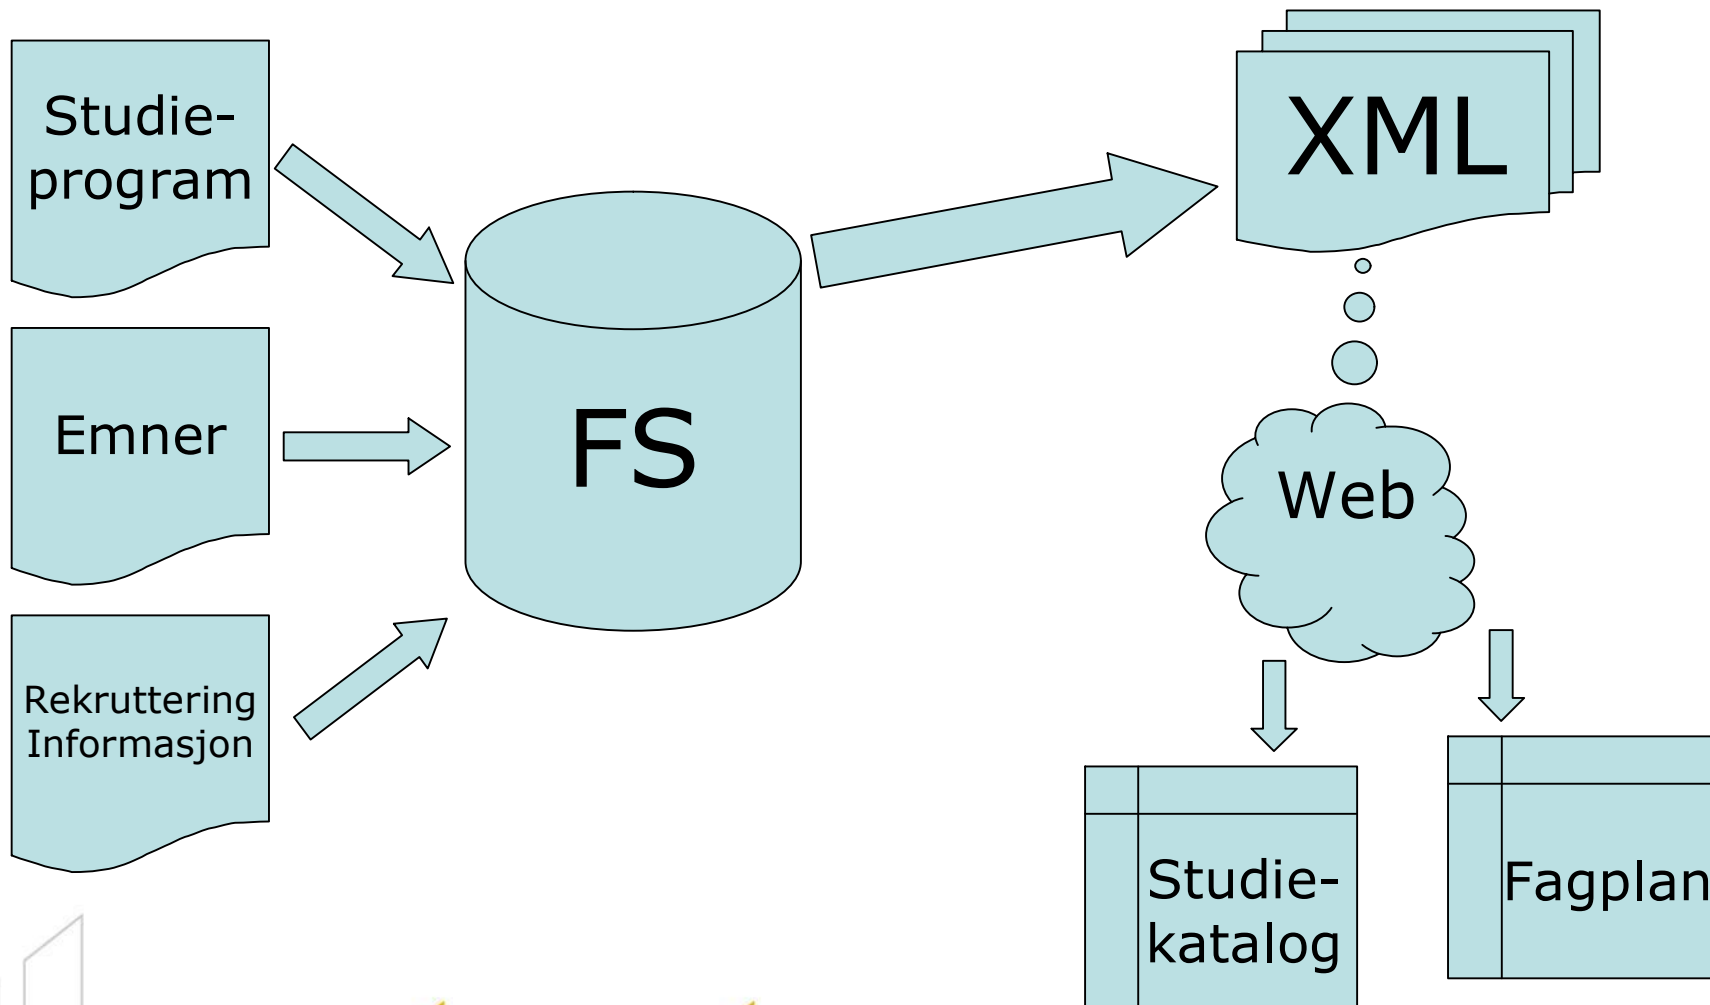 Studie-
program
Emner
Rekruttering
Informasjon
FS
XML
Web
Studie-
katalog
Fagplan